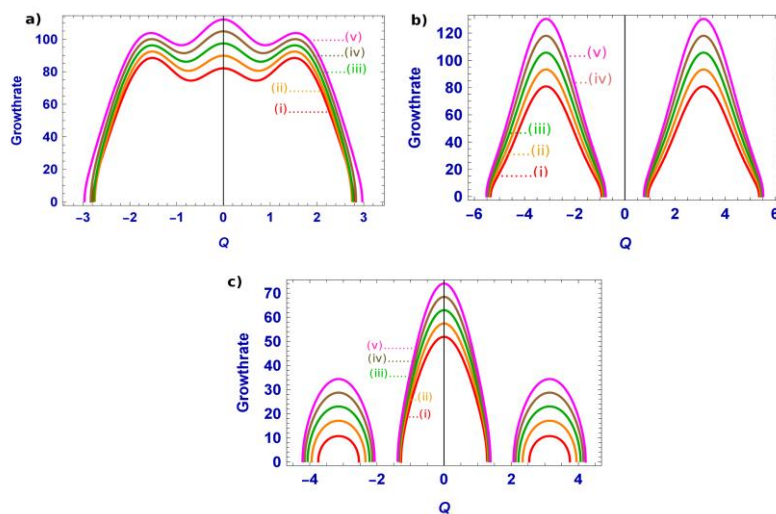 a)
100
80
60
40
20
0
Growthrate
(v)
(iv)
(iii)
(ii)
(i)
−3 −2 −1 0 1 2 3
Q
b)
120
100
80
60
40
20
0
Growthrate
(v)
(iv)
(iii)
(ii)
(i)
−6 −4 −2 0 2 4 6
Q
c)
70
60
50
40
30
20
10
0
Growthrate
(v)
(iv)
(iii)
(ii)
(i)
−4 −2 0 2 4
Q